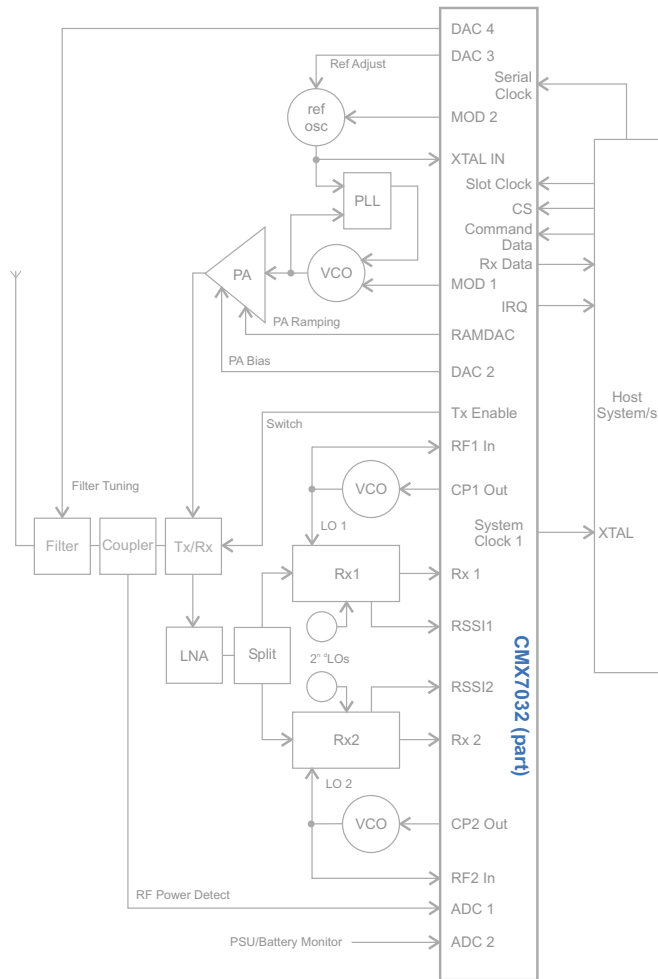 DAC 4
DAC 3
Ref Adjust
Serial
Clock
ref
osc
MOD 2
XTAL IN
Slot Clock
PLL
CS
Command
Data
Rx Data
PA
VCO
MOD 1
IRQ
PA Ramping
RAMDAC
PA Bias
DAC 2
Host
System/s
Tx Enable
Switch
RF1 In
Filter Tuning
VCO
CP1 Out
LO 1
System
Clock 1
XTAL
Filter
Coupler
Tx/Rx
Rx1
Rx 1
RSSI1
LNA
Split
2nd LOs
RSSI2
CMX7032 (part)
Rx2
Rx 2
LO 2
VCO
CP2 Out
RF2 In
RF Power Detect
ADC 1
PSU/Battery Monitor
ADC 2